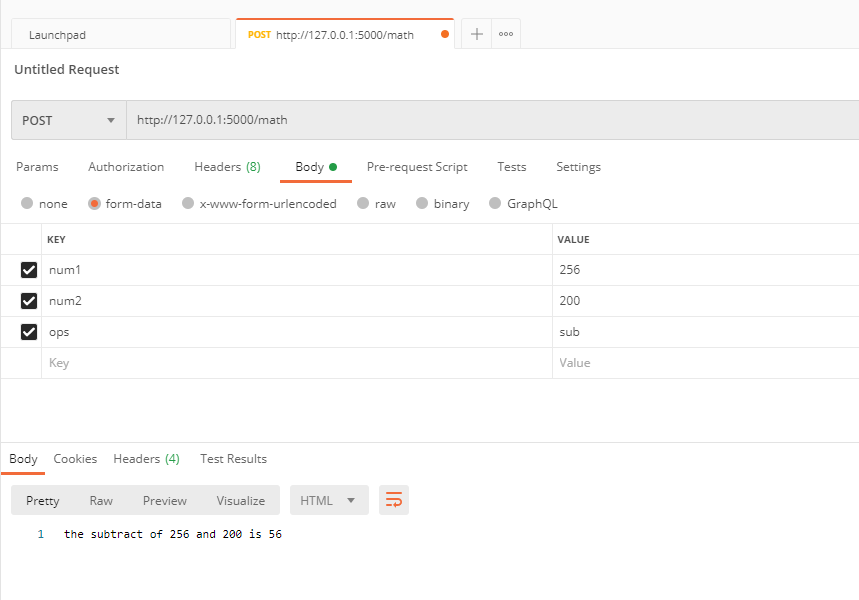 Launchpad
POST http://127.0.0.1:5000/math
Untitled Request
POST http://127.0.0.1:5000/math
Params Authorization Headers (8) Body Pre-request Script Tests Settings
none form-data x-www-form-urlencoded raw binary GraphQL
KEY VALUE
num1 256
num2 200
ops sub
Key Value
Body Cookies Headers (4) Test Results
Pretty Raw Preview Visualize HTML
1 the subtract of 256 and 200 is 56